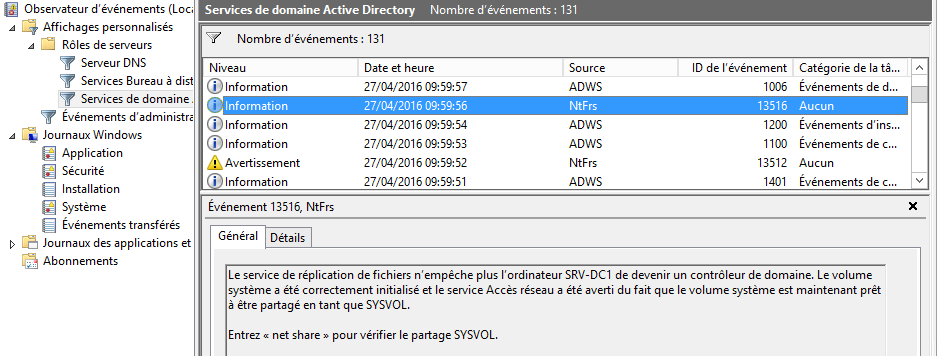 Observateur d'événements (Loca
Affichages personnalisés
Rôles de serveurs
Serveur DNS
Services Bureau à dist
Services de domaine
Événements d'administra
Journaux Windows
Application
Sécurité
Installation
Système
Événements transférés
Journaux des applications et
Abonnements
Services de domaine Active Directory Nombre d'événements : 131
Nombre d'événements : 131
Niveau Date et heure Source ID de l'événement Catégorie de la tâ...
Information 27/04/2016 09:59:57 ADWS 1006 Événements de d...
Information 27/04/2016 09:59:56 NtFrs 13516 Aucun
Information 27/04/2016 09:59:54 ADWS 1200 Événements d'ins...
Information 27/04/2016 09:59:53 ADWS 1100 Événements de c...
Avertissement 27/04/2016 09:59:52 NtFrs 13512 Aucun
Information 27/04/2016 09:59:51 ADWS 1401 Événements de c...
Événement 13516, NtFrs
Général Détails
Le service de réplication de fichiers n'empêche plus l'ordinateur SRV-DC1 de devenir un contrôleur de domaine. Le volume
système a été correctement initialisé et le service Accès réseau a été averti du fait que le volume système est maintenant prêt
à être partagé en tant que SYSVOL.
Entrez « net share » pour vérifier le partage SYSVOL.